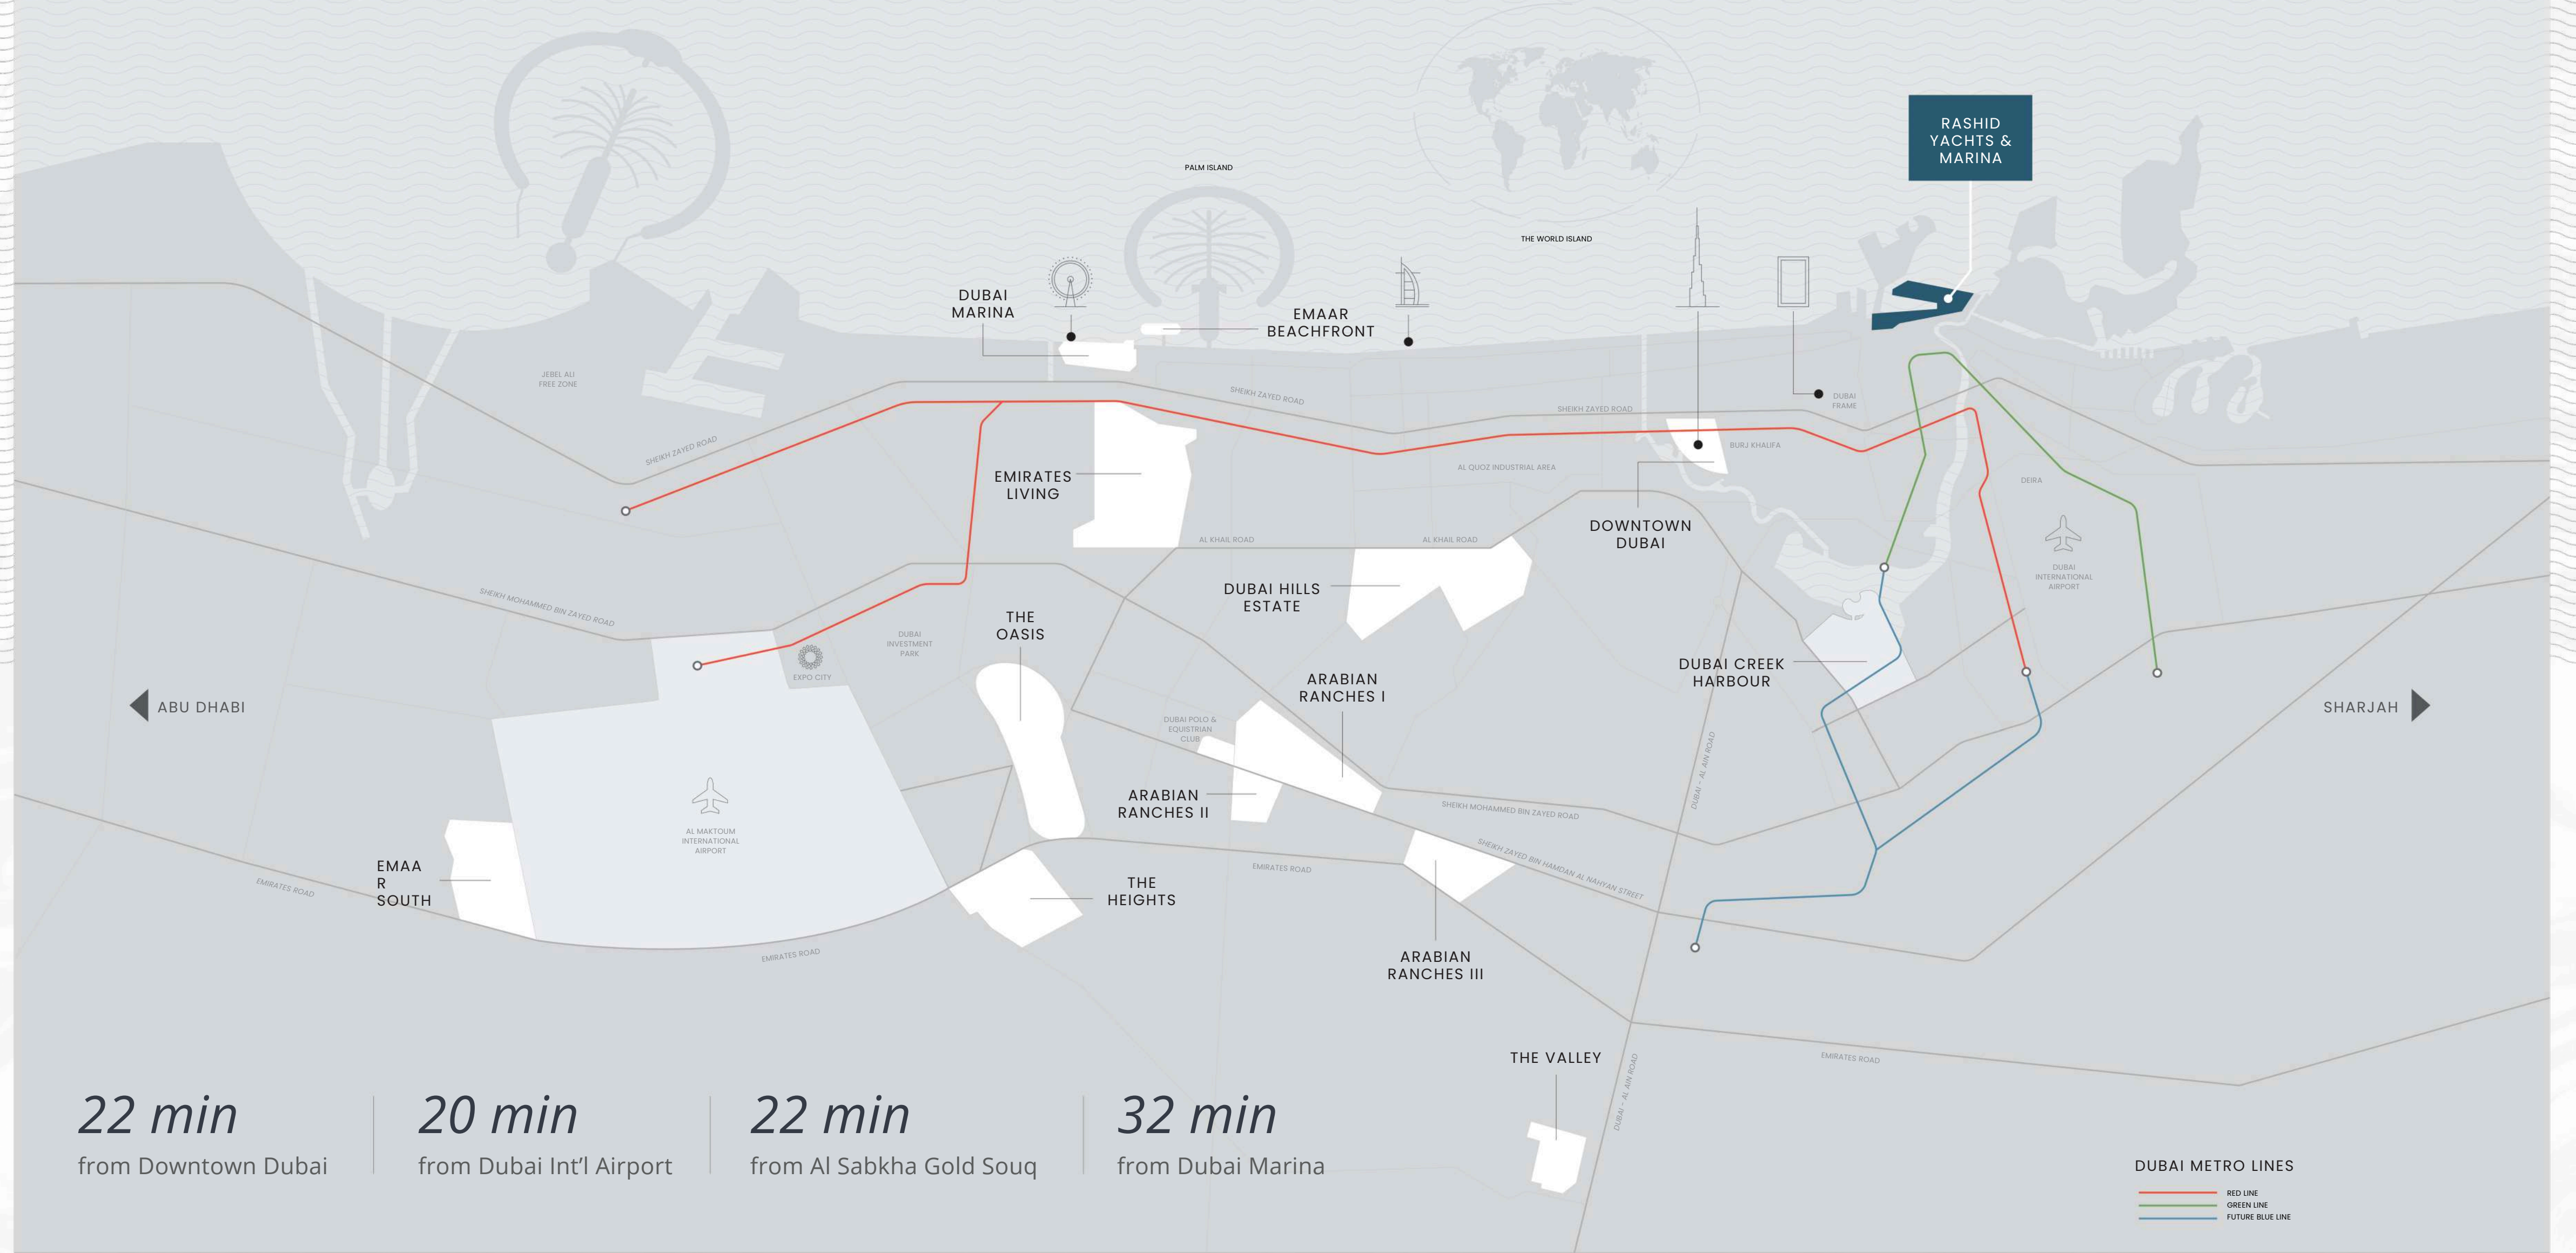 RASHID
YACHTS &
MARINA
PALM ISLAND
THE WORLD ISLAND
DUBAI
MARINA
EMAAR
BEACHFRONT
JEBEL ALI
FREE ZONE
SHEIKH ZAYED ROAD
SHEIKH ZAYED ROAD
SHEIKH ZAYED ROAD
DUBAI
FRAME
BURJ KHALIFA
AL QUOZ INDUSTRIAL AREA
EMIRATES
LIVING
DEIRA
DOWNTOWN
DUBAI
AL KHAIL ROAD
AL KHAIL ROAD
DUBAI
INTERNATIONAL
AIRPORT
DUBAI HILLS
ESTATE
SHEIKH MOHAMMED BIN ZAYED ROAD
THE
OASIS
DUBAI
INVESTMENT
PARK
EXPO CITY
DUBAI CREEK
HARBOUR
ARABIAN
RANCHES I
ABU DHABI
SHARJAH
DUBAI POLO &
EQUESTRIAN
CLUB
DUBAI - AL AIN ROAD
ARABIAN
RANCHES II
SHEIKH MOHAMMED BIN ZAYED ROAD
AL MAKTOUM
INTERNATIONAL
AIRPORT
SHEIKH ZAYED BIN HAMDAN AL NAHYAN STREET
EMAA
R
SOUTH
EMIRATES ROAD
EMIRATES ROAD
THE
HEIGHTS
EMIRATES ROAD
ARABIAN
RANCHES III
THE VALLEY
EMIRATES ROAD
DUBAI - AL AIN ROAD
22 min
from Downtown Dubai
20 min
from Dubai Int’l Airport
22 min
from Al Sabkha Gold Souq
32 min
from Dubai Marina
DUBAI METRO LINES
RED LINE
GREEN LINE
FUTURE BLUE LINE